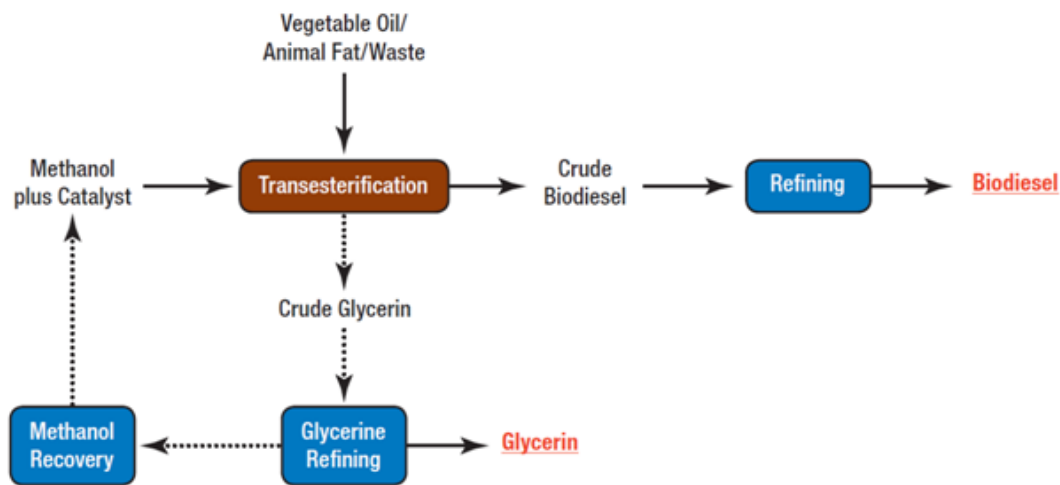 Vegetable Oil/
Animal Fat/Waste
Methanol
plus Catalyst
Transesterification
Crude
Biodiesel
Refining
Biodiesel
Crude Glycerin
Methanol
Recovery
Glycerine
Refining
Glycerin